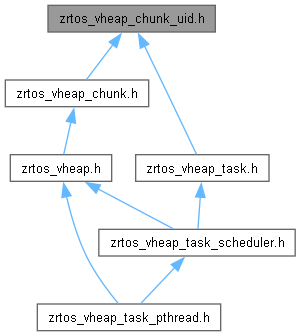 zrtos_vheap_chunk_uid.h
zrtos_vheap_chunk.h
zrtos_vheap.h
zrtos_vheap_task.h
zrtos_vheap_task_scheduler.h
zrtos_vheap_task_pthread.h